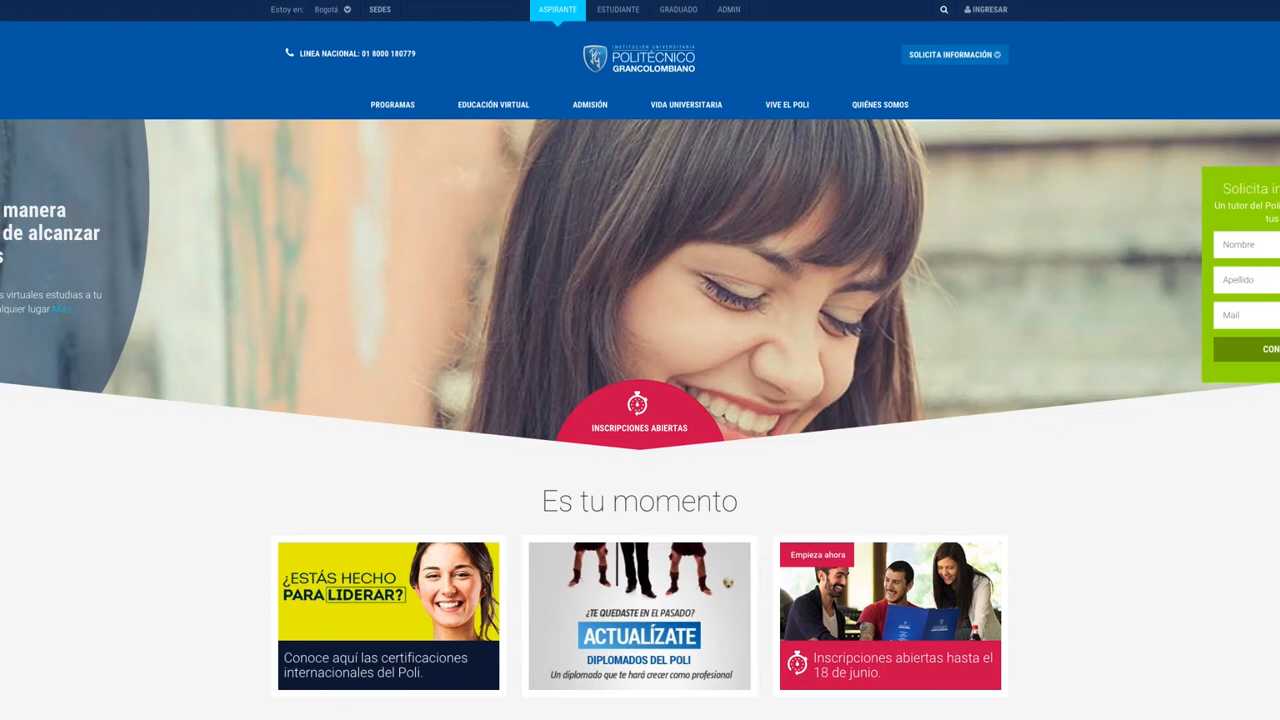 Estoy en:
Bogotá
SEDES
ASPIRANTE
ESTUDIANTE
GRADUADO
ADMIN
INGRESAR
LINEA NACIONAL: 01 8000 180779
INSTITUCIÓN UNIVERSITARIA
POLITÉCNICO
GRANCOLOMBIANO
SOLICITA INFORMACIÓN
PROGRAMAS
EDUCACIÓN VIRTUAL
ADMISIÓN
VIDA UNIVERSITARIA
VIVE EL POLI
QUIÉNES SOMOS
manera
de alcanzar
s
s virtuales estudias a tu
lquier lugar Más
Solicita in
Un tutor del Poli
tus
Nombre
Apellido
Mail
CON
INSCRIPCIONES ABIERTAS
Es tu momento
¿ESTÁS HECHO
PARA LIDERAR?
Conoce aquí las certificaciones
internacionales del Poli.
¿TE QUEDASTE EN EL PASADO?
ACTUALÍZATE
DIPLOMADOS DEL POLI
Un diplomado que te hará crecer como profesional
Empieza ahora
Inscripciones abiertas hasta el
18 de junio.